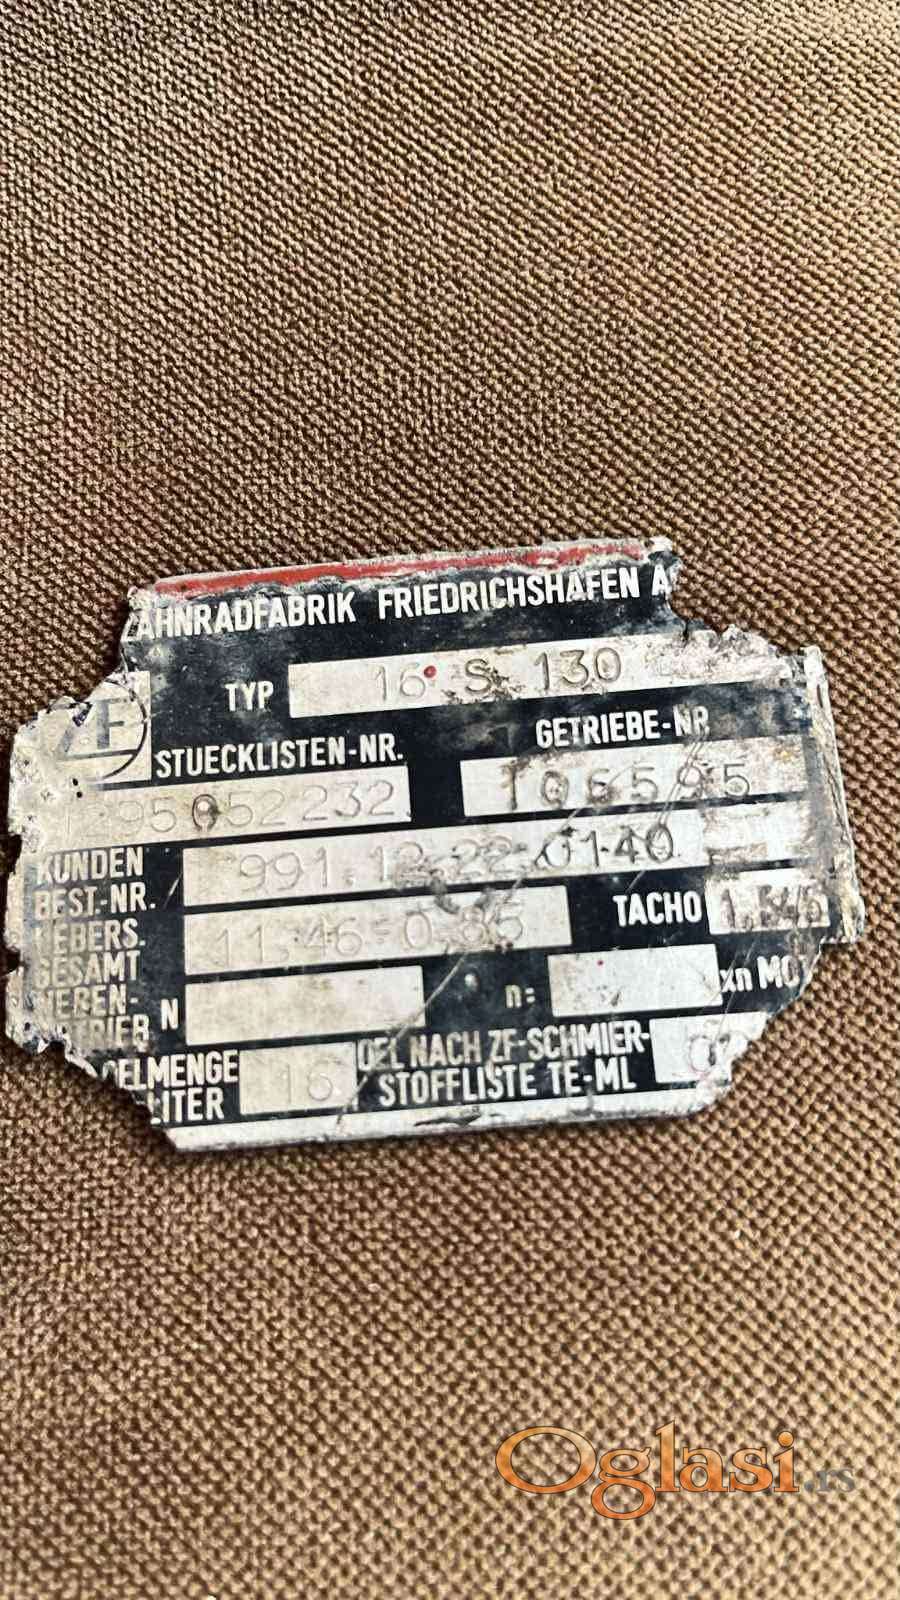 ZAHNRADFABRIK FRIEDRICHSHAFEN A
ZF
TYP 16 S 130
STUECKLISTEN-NR. GETRIEBE-NR
1295052232 106595
KUNDEN BEST.-NR. 991.12.22.0140
UEBERS. GESAMT 11,46-0,85 TACHO
NEBEN- N n: xn MOT
OELMENGE LITER 16 OEL NACH ZF-SCHMIER-
STOFFLISTE TE-ML
Oglasi.rs